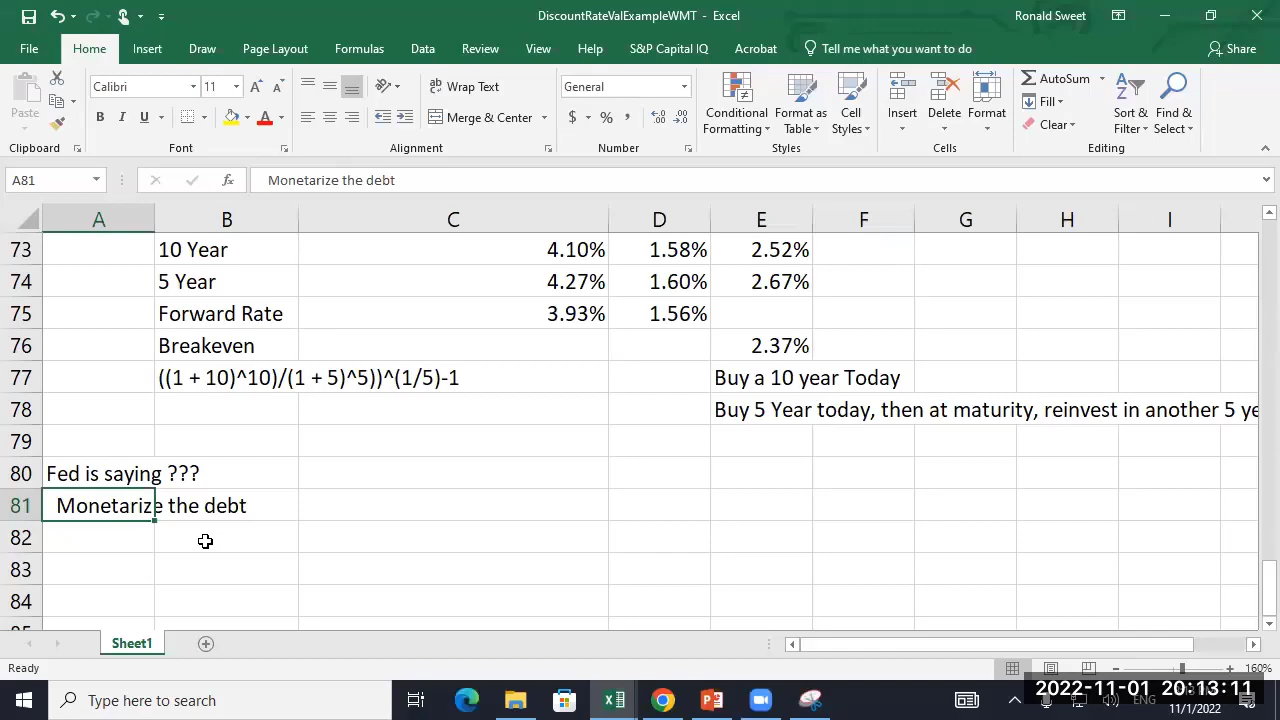 DiscountRateValExampleWMT - Excel
Ronald Sweet
File Home Insert Draw Page Layout Formulas Data Review View Help S&P Capital IQ Acrobat Tell me what you want to do Share
Paste
Clipboard
Calibri 11
B I U
Font
Wrap Text
Merge & Center
Alignment
General
$ % ,
Number
Conditional Formatting
Format as Table
Cell Styles
Styles
Insert Delete Format
Cells
AutoSum
Fill
Clear
Sort & Filter
Find & Select
Editing
A81 fx Monetarize the debt
A B C D E F G H I
73 10 Year 4.10% 1.58% 2.52%
74 5 Year 4.27% 1.60% 2.67%
75 Forward Rate 3.93% 1.56%
76 Breakeven 2.37%
77 ((1 + 10)^10)/(1 + 5)^5))^(1/5)-1 Buy a 10 year Today
78 Buy 5 Year today, then at maturity, reinvest in another 5 ye
79
80 Fed is saying ???
81 Monetarize the debt
82
83
84
Sheet1
Ready
160%
Type here to search
2022-11-01 20:13:11
ENG
11/1/2022